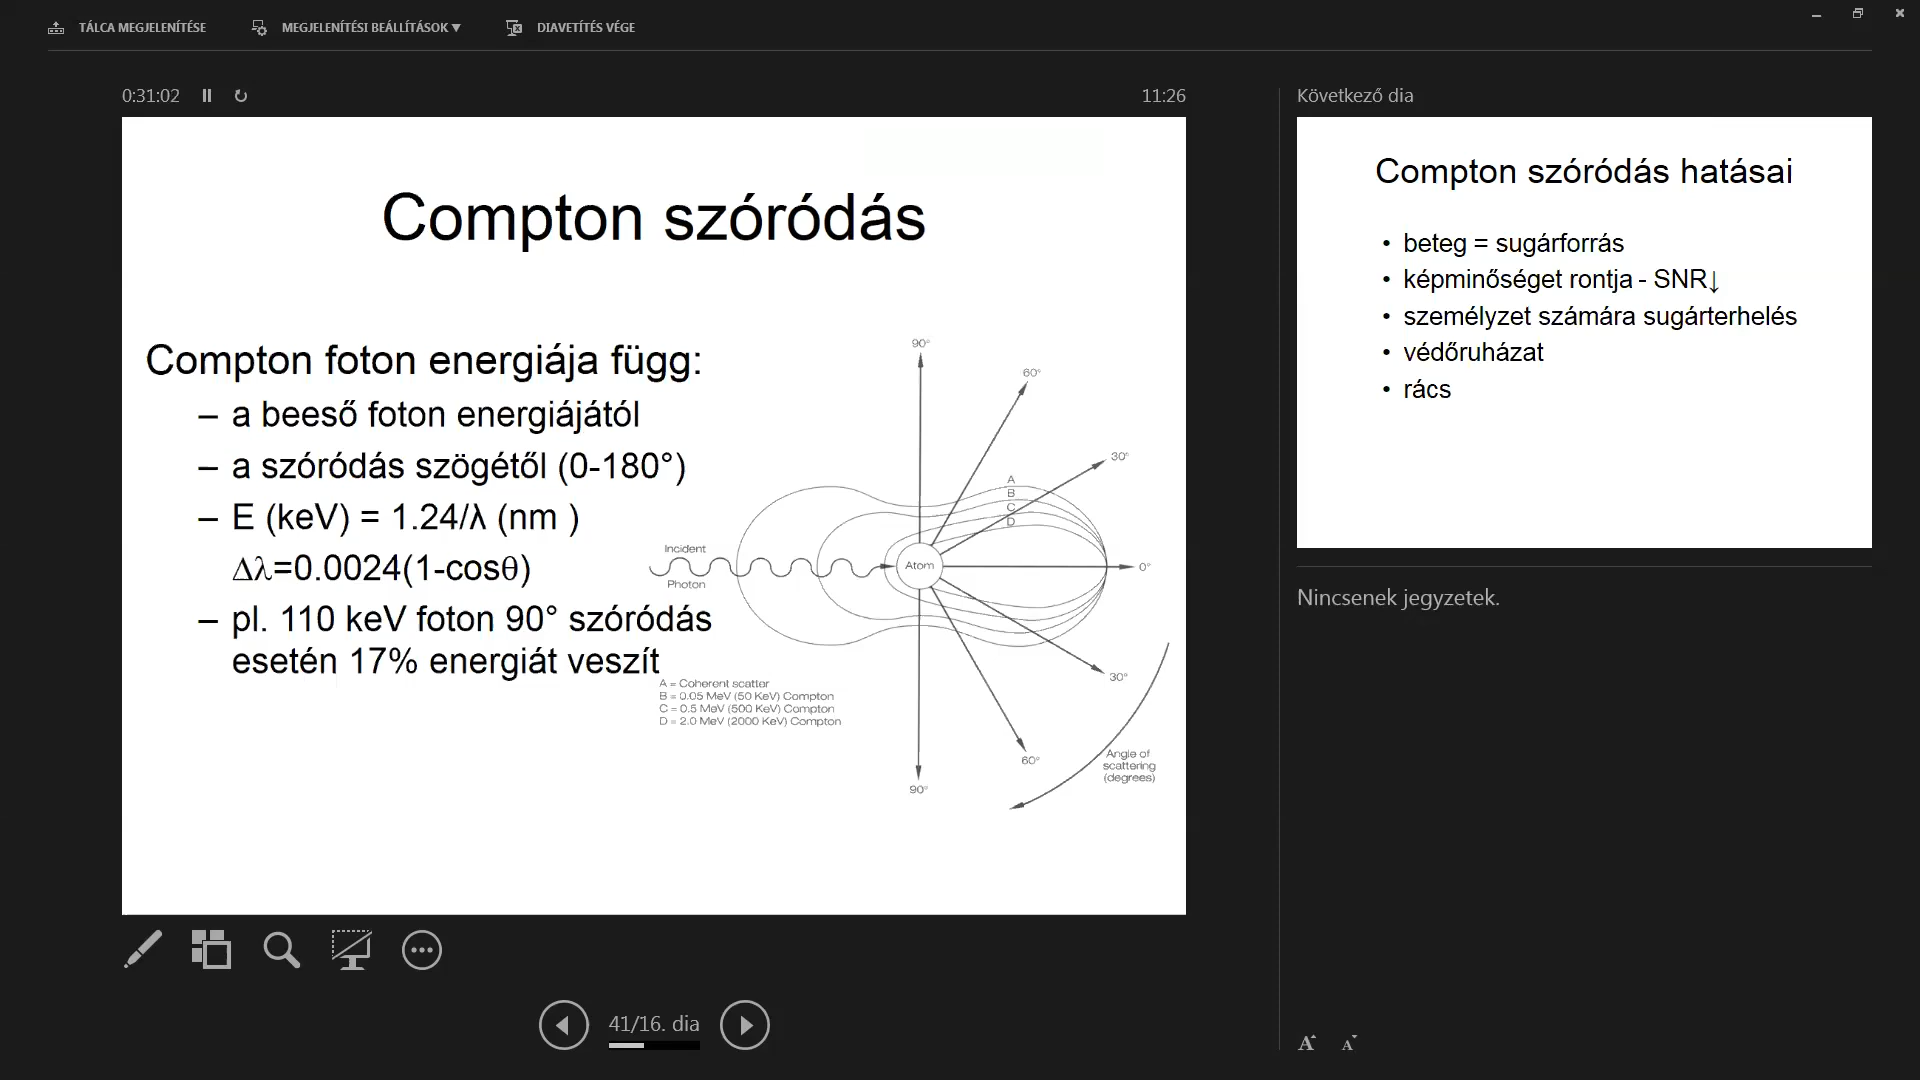 TÁLCA MEGJELENÍTÉSE
MEGJELENÍTÉSI BEÁLLÍTÁSOK ▼
DIAVETÍTÉS VÉGE
0:31:02
11:26
Compton szóródás
Compton foton energiája függ:
– a beeső foton energiájától
– a szóródás szögétől (0-180°)
– E (keV) = 1.24/λ (nm )
Δλ=0.0024(1-cosθ)
– pl. 110 keV foton 90° szóródás
esetén 17% energiát veszít
90°
60°
30°
A
B
C
D
Incident
Photon
Atom
0°
30°
60°
90°
Angle of
scattering
(degrees)
A = Coherent scatter
B = 0.05 MeV (50 KeV) Compton
C = 0.5 MeV (500 KeV) Compton
D = 2.0 MeV (2000 KeV) Compton
41/16. dia
Következő dia
Compton szóródás hatásai
• beteg = sugárforrás
• képminőséget rontja - SNR↓
• személyzet számára sugárterhelés
• védőruházat
• rács
Nincsenek jegyzetek.
A A